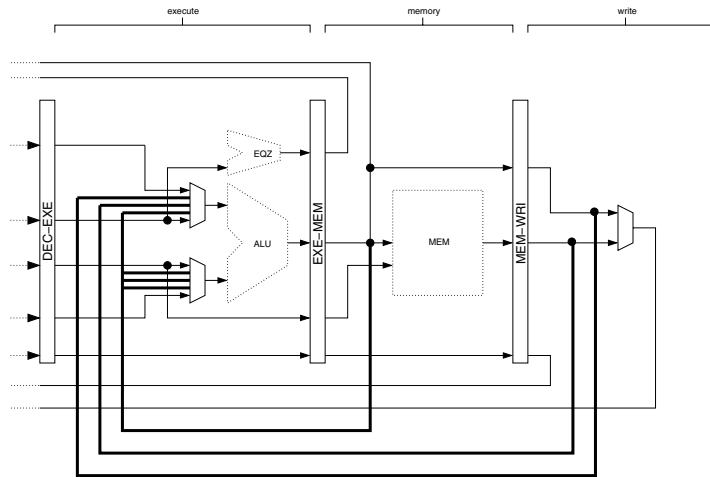 execute
memory
write
DEC-EXE
EQZ
ALU
EXE-MEM
MEM
MEM-WRI